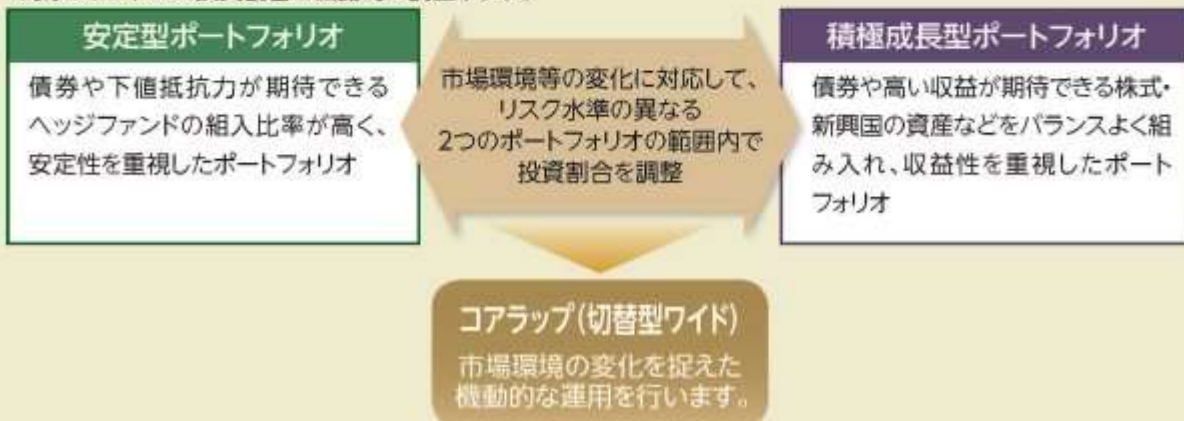 安定型ポートフォリオ
債券や下値抵抗力が期待できる
ヘッジファンドの組入比率が高く、
安定性を重視したポートフォリオ
市場環境等の変化に対応して、
リスク水準の異なる
2つのポートフォリオの範囲内で
投資割合を調整
積極成長型ポートフォリオ
債券や高い収益が期待できる株式・
新興国の資産などをバランスよく組
み入れ、収益性を重視したポート
フォリオ
コアラップ(切替型ワイド)
市場環境の変化を捉えた
機動的な運用を行います。